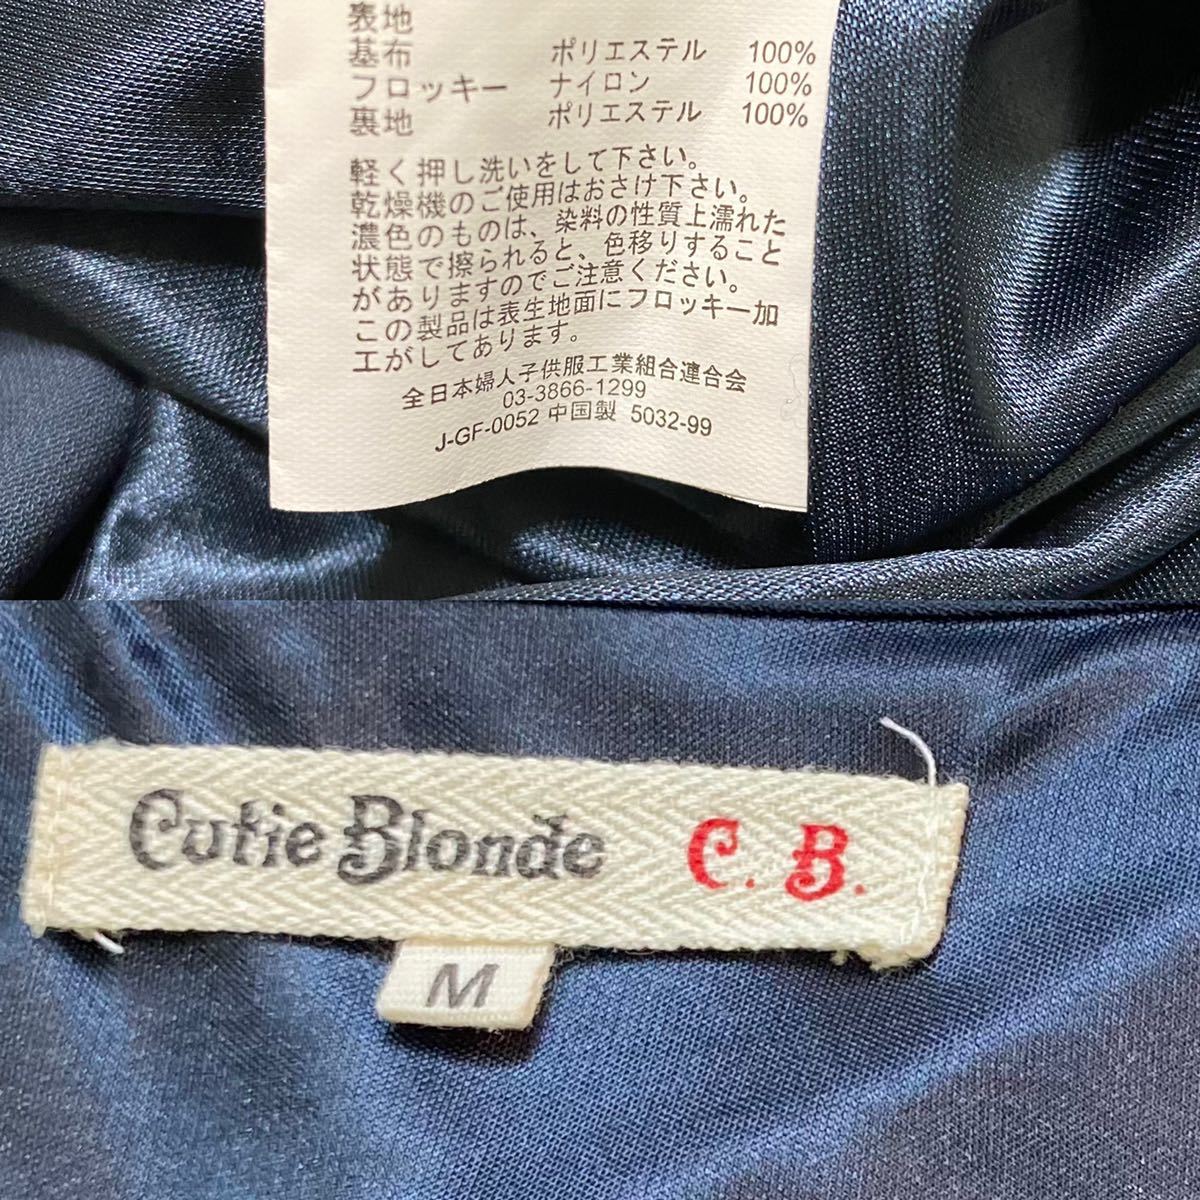 表地
基布 ポリエステル 100%
フロッキー ナイロン 100%
裏地 ポリエステル 100%
軽く押し洗いをして下さい。
乾燥機のご使用はおさけ下さい。
濃色のものは、染料の性質上濡れた
状態で擦られると、色移りすること
がありますのでご注意ください。
この製品は表生地面にフロッキー加
工がしてあります。
全日本婦人子供服工業組合連合会
03-3866-1299
J-GF-0052 中国製 5032-99
Cutie Blonde C. B.
M